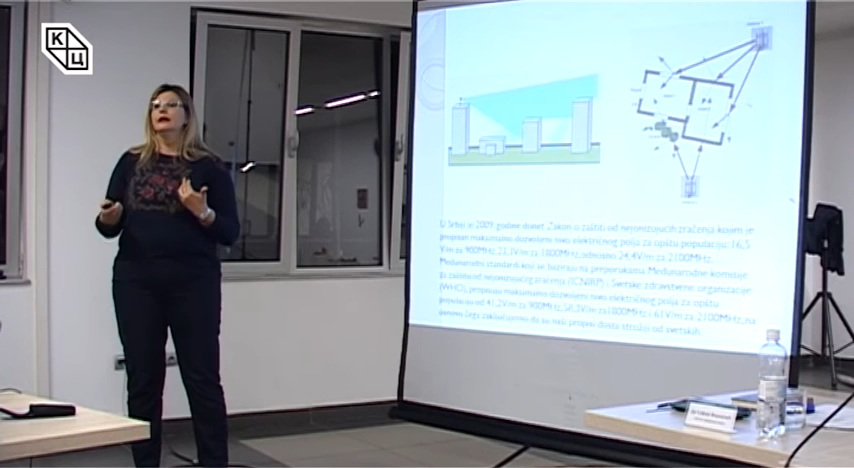 К
Ц
U Srbiji je 2009. godine donet Zakon o zaštiti od nejonizujućih zračenja kojim je
propisan maksimalno dozvoljeni nivo električnog polja za opštu populaciju: 16,5
V/m za 900MHz, 23,1V/m za 1800MHz, odnosno 24,4V/m za 2100MHz.
Međunarodni standardi koji se baziraju na preporukama Međunarodne komisije
za zaštitu od nejonizujućeg zračenja (ICNIRP) i Svetske zdravstvene organizacije
(WHO), propisuju maksimalno dozvoljeni nivo električnog polja za opštu
populaciju od 41,2V/m za 900MHz, 58,3V/m za 1800MHz i 61V/m za 2100MHz, na
osnovu čega zaključujemo da su naši propisi dosta stroži od svetskih.